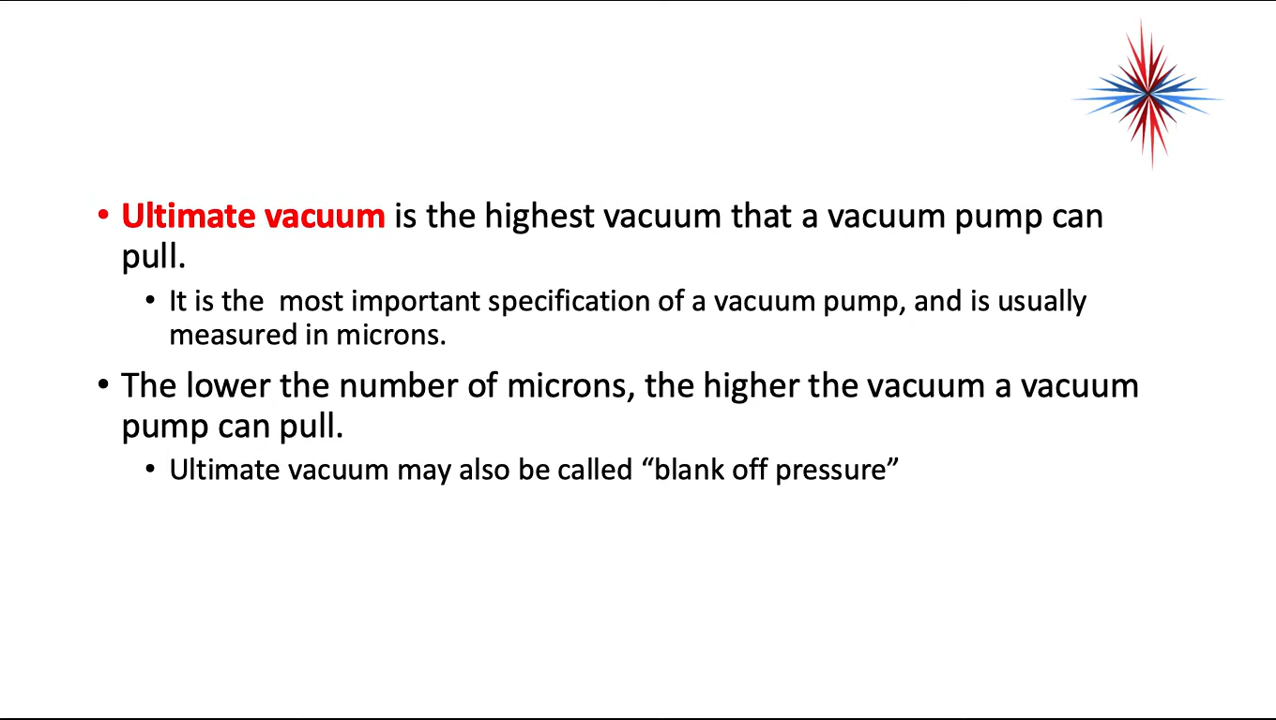 • Ultimate vacuum is the highest vacuum that a vacuum pump can
pull.
• It is the  most important specification of a vacuum pump, and is usually
measured in microns.
• The lower the number of microns, the higher the vacuum a vacuum
pump can pull.
• Ultimate vacuum may also be called “blank off pressure”